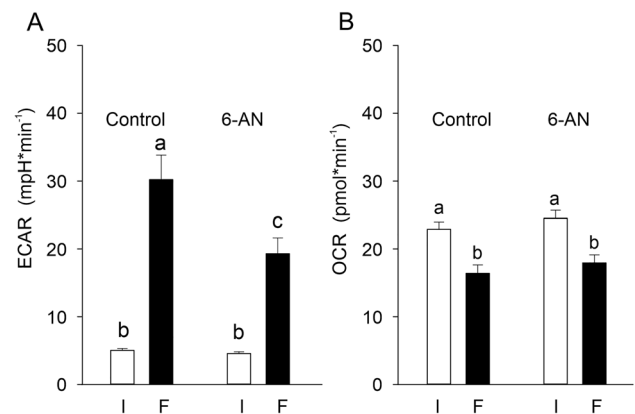 A
50
40
30
20
10
0
ECAR (mpH*min⁻¹)
Control
6-AN
b
a
b
c
I F I F
B
50
40
30
20
10
0
OCR (pmol*min⁻¹)
Control
6-AN
a
b
a
b
I F I F